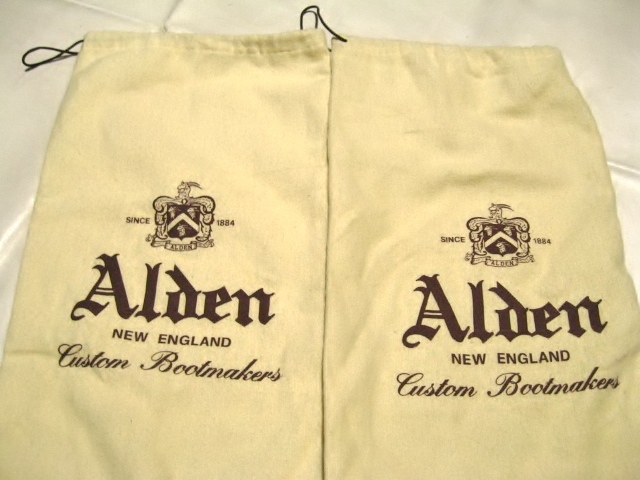 SINCE 1884
ALDEN
Alden
NEW ENGLAND
Custom Bootmakers
SINCE 1884
ALDEN
Alden
NEW ENGLAND
Custom Bootmakers